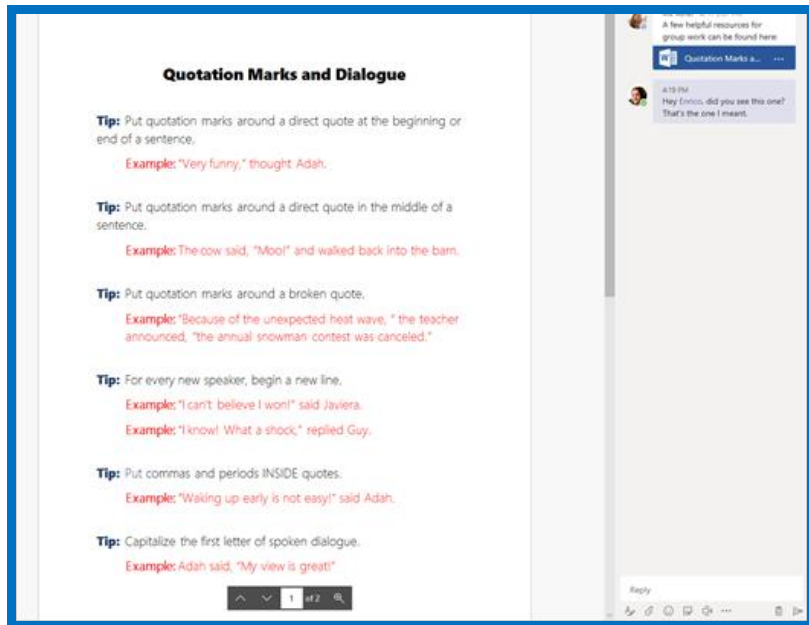 Quotation Marks and Dialogue
Tip: Put quotation marks around a direct quote at the beginning or
end of a sentence.
Example: "Very funny," thought Adah.
Tip: Put quotation marks around a direct quote in the middle of a
sentence.
Example: The cow said, "Moo!" and walked back into the barn.
Tip: Put quotation marks around a broken quote.
Example: "Because of the unexpected heat wave, " the teacher
announced, "the annual snowman contest was canceled."
Tip: For every new speaker, begin a new line.
Example: "I can't believe I won!" said Javiera.
Example: "I know! What a shock," replied Guy.
Tip: Put commas and periods INSIDE quotes.
Example: "Waking up early is not easy!" said Adah.
Tip: Capitalize the first letter of spoken dialogue.
Example: Adah said, "My view is great!"
1 of 2
A few helpful resources for
group work can be found here
Quotation Marks a...
4:19 PM
Hey Enrico, did you see this one?
That's the one I meant.
Reply